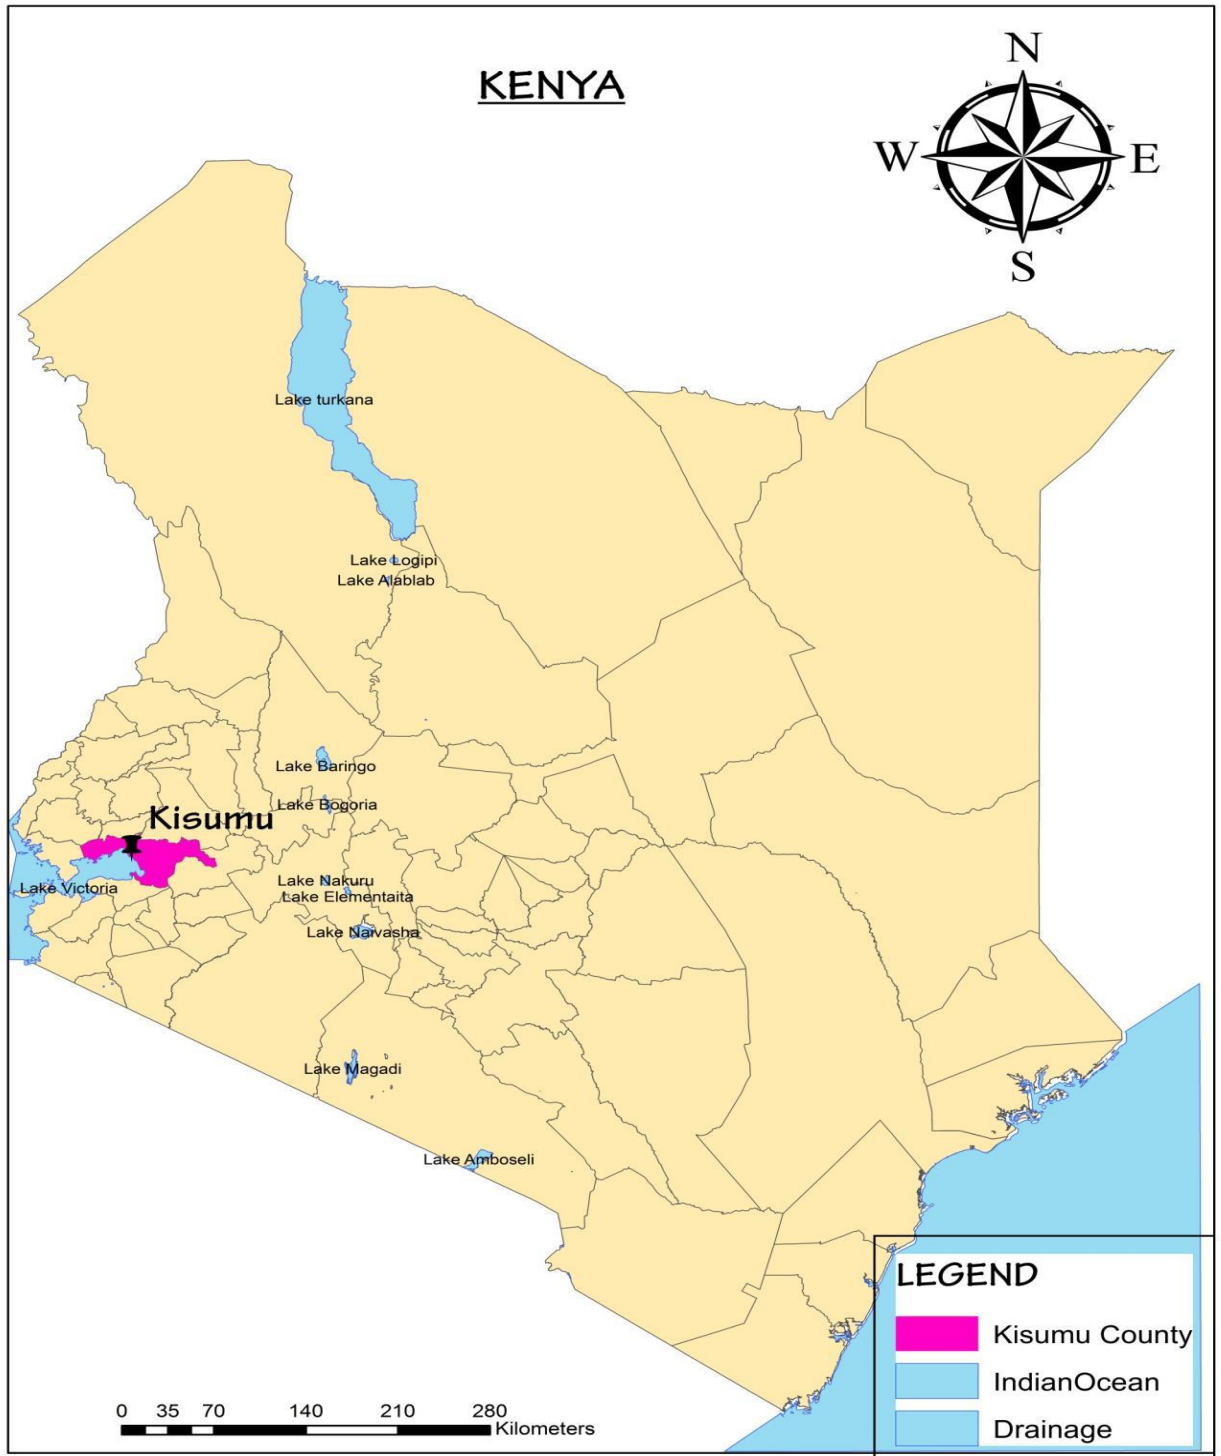 KENYA
N
W
E
S
Lake turkana
Lake Logipi
Lake Alablab
Lake Baringo
Lake Bogoria
Kisumu
Lake Nakuru
Lake Victoria
Lake Elementaita
Lake Naivasha
Lake Magadi
Lake Amboseli
LEGEND
Kisumu County
IndianOcean
Drainage
0 35 70 140 210 280
Kilometers